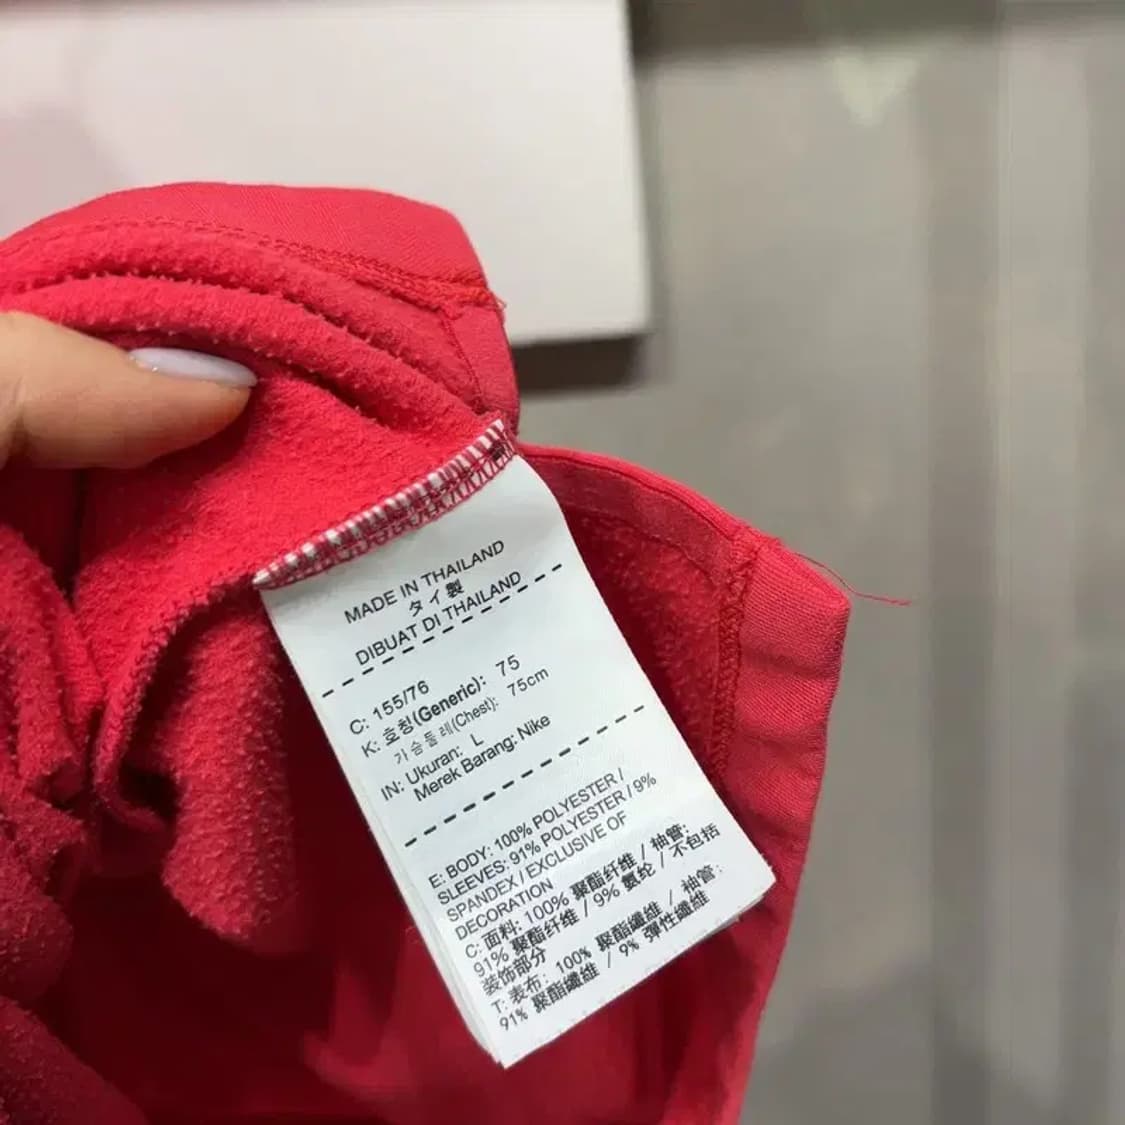 MADE IN THAILAND
タイ製
DIBUAT DI THAILAND
C: 155/76
K: 호칭(Generic): 75
가슴둘레(Chest): 75cm
IN: Ukuran: L
Merek Barang: Nike
E: BODY: 100% POLYESTER /
SLEEVES: 91% POLYESTER / 9%
SPANDEX / EXCLUSIVE OF
DECORATION
C: 面料: 100% 聚酯纤维 / 袖管:
91% 聚酯纤维 / 9% 氨纶 / 不包括
装饰部分
T: 表布: 100% 聚酯纖維 / 袖管:
91% 聚酯纖維 / 9% 彈性纖維